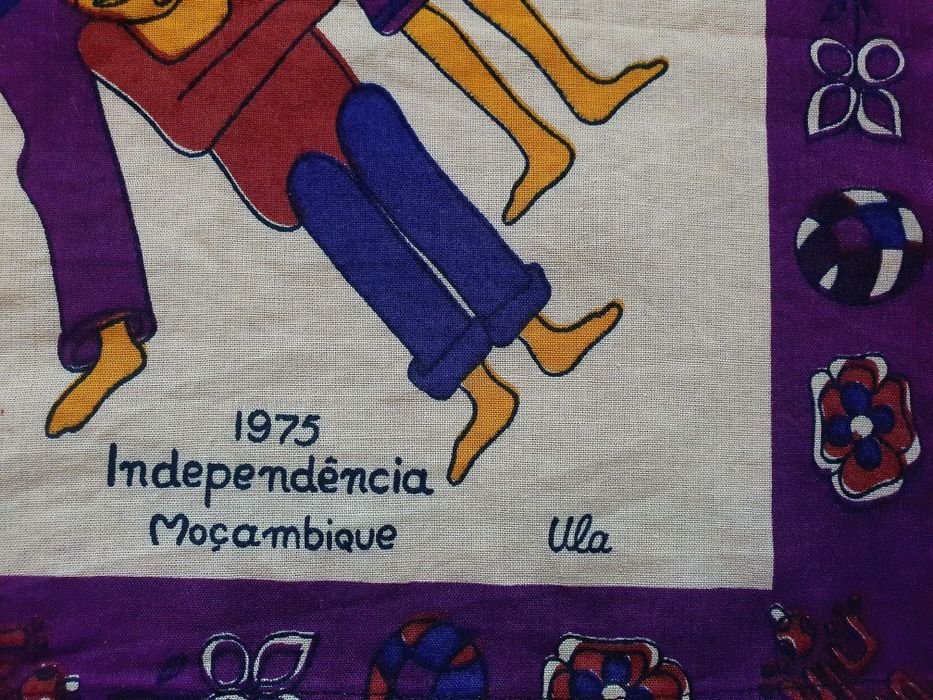 1975
Independência
Moçambique
Ula